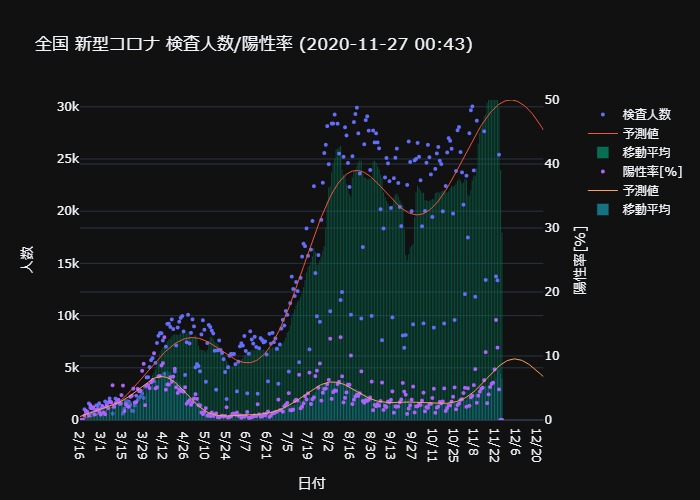 全国 新型コロナ 検査人数/陽性率 (2020-11-27 00:43)
30k
25k
20k
15k
10k
5k
0
人数
50
40
30
20
10
0
陽性率[%]
検査人数
予測値
移動平均
陽性率[%]
予測値
移動平均
2/16
3/1
3/15
3/29
4/12
4/26
5/10
5/24
6/7
6/21
7/5
7/19
8/2
8/16
8/30
9/13
9/27
10/11
10/25
11/8
11/22
12/6
12/20
日付